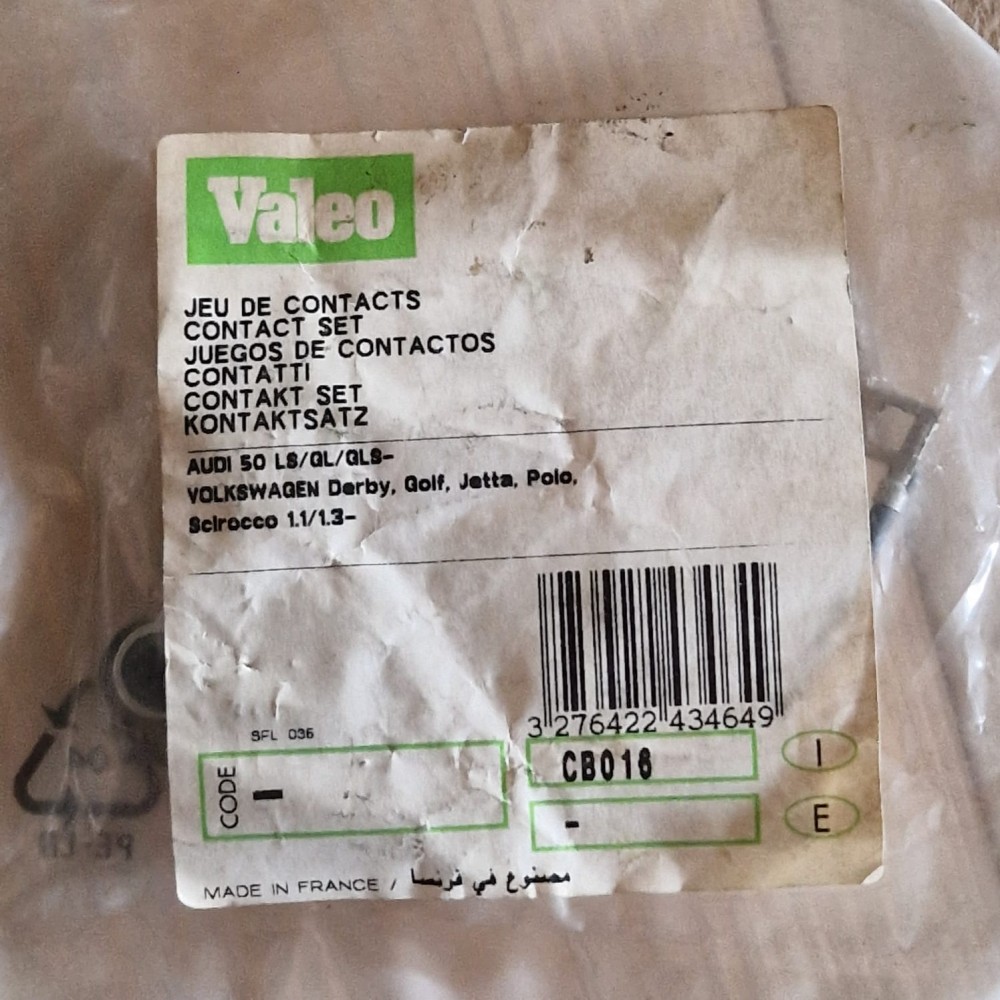 Valeo
JEU DE CONTACTS
CONTACT SET
JUEGOS DE CONTACTOS
CONTATTI
CONTAKT SET
KONTAKTSATZ
AUDI 50 LS/GL/GLS-
VOLKSWAGEN Derby, Golf, Jetta, Polo,
Scirocco 1.1/1.3-
3 276422 434649
SFL 036
CODE -
CB016
I
-
E
MADE IN FRANCE / مصنوع في فرنسا